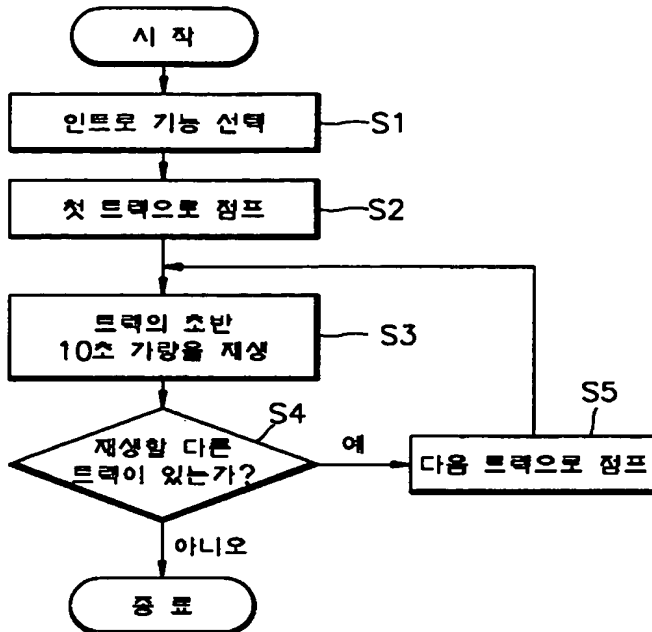 시 작
인트로 기능 선택
S1
첫 트랙으로 점프
S2
트랙의 초반
10초 가량을 재생
S3
S4
재생할 다른
트랙이 있는가?
예
S5
다음 트랙으로 점프
아니오
종 료